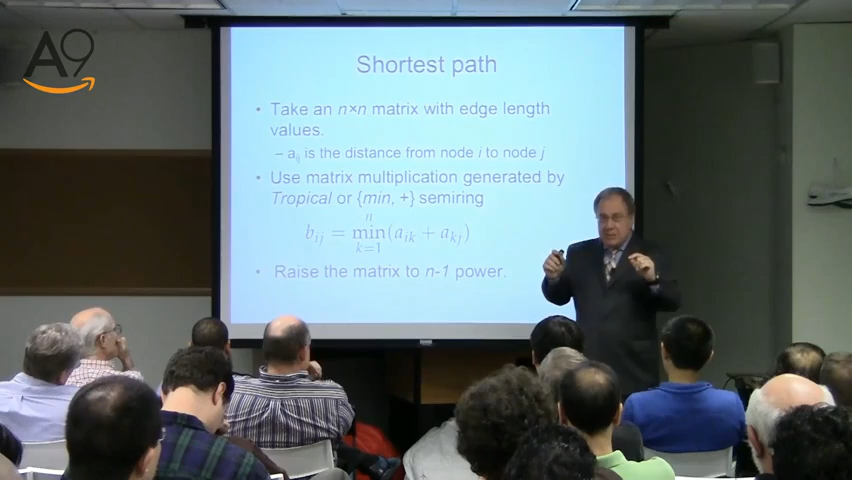 A9
Shortest path
• Take an n×n matrix with edge length
values.
– aij is the distance from node i to node j
• Use matrix multiplication generated by
Tropical or {min, +} semiring
bij = min(aik + akj)
n
k=1
• Raise the matrix to n-1 power.